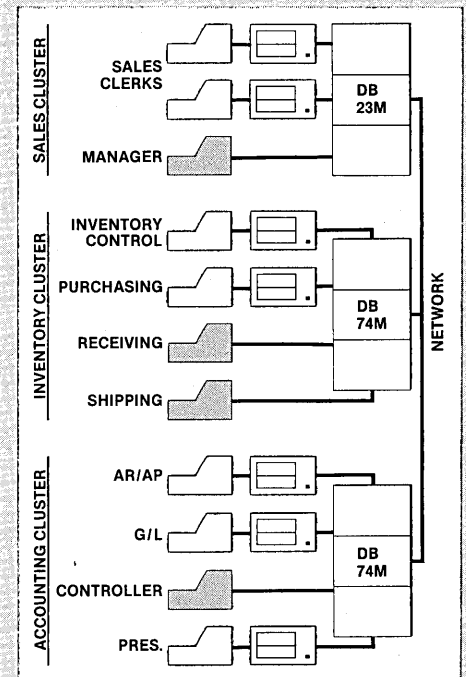 SALES CLUSTER
SALES
CLERKS
MANAGER
DB
23M
INVENTORY CLUSTER
INVENTORY
CONTROL
PURCHASING
RECEIVING
SHIPPING
DB
74M
NETWORK
ACCOUNTING CLUSTER
AR/AP
G/L
CONTROLLER
PRES.
DB
74M